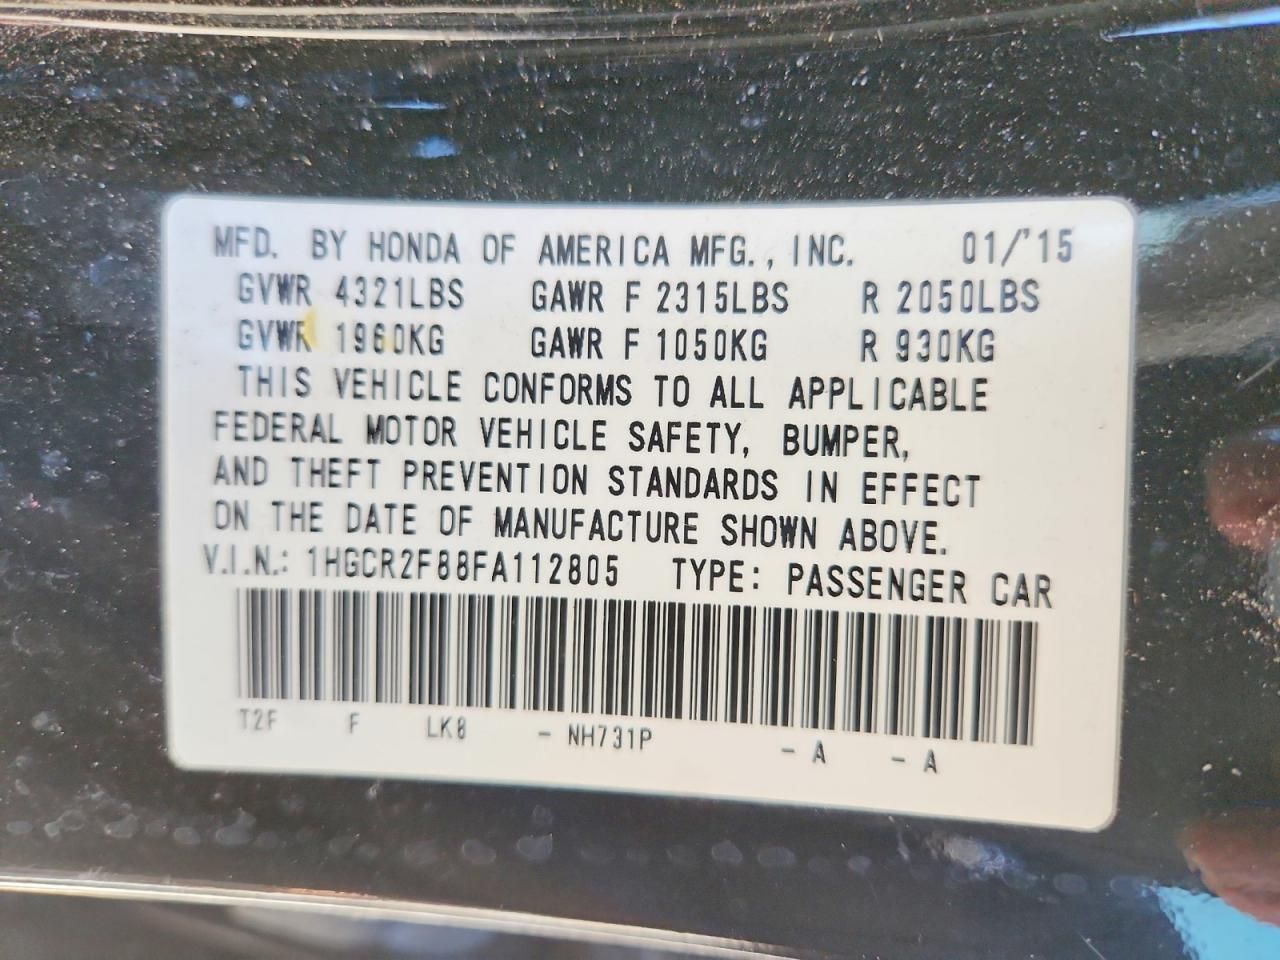 MFD. BY HONDA OF AMERICA MFG., INC. 01/'15
GVWR 4321LBS GAWR F 2315LBS R 2050LBS
GVWR 1960KG GAWR F 1050KG R 930KG
THIS VEHICLE CONFORMS TO ALL APPLICABLE
FEDERAL MOTOR VEHICLE SAFETY, BUMPER,
AND THEFT PREVENTION STANDARDS IN EFFECT
ON THE DATE OF MANUFACTURE SHOWN ABOVE.
V.I.N.: 1HGCR2F88FA112805 TYPE: PASSENGER CAR
T2F F LK8 - NH731P - A - A